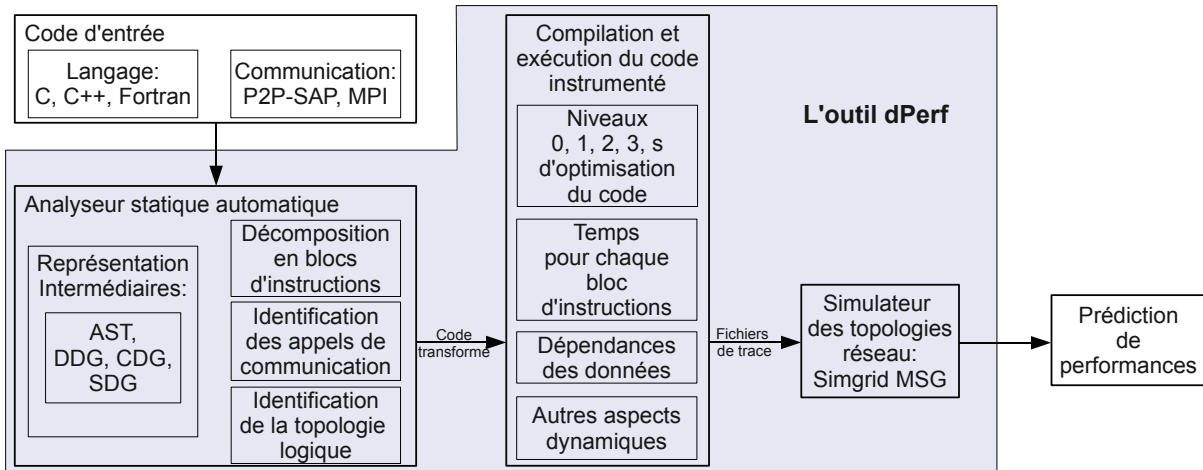 Code d'entrée
Langage:
C, C++, Fortran
Communication:
P2P-SAP, MPI
Analyseur statique automatique
Représentation
Intermédiaires:
AST,
DDG, CDG,
SDG
Décomposition
en blocs
d'instructions
Identification
des appels de
communication
Identification
de la topologie
logique
Code
transformé
Compilation et
exécution du code
instrumenté
Niveaux
0, 1, 2, 3, s
d'optimisation
du code
Temps
pour chaque
bloc
d'instructions
Dépendances
des données
Autres aspects
dynamiques
Fichiers
de trace
L'outil dPerf
Simulateur
des topologies
réseau:
Simgrid MSG
Prédiction
de
performances